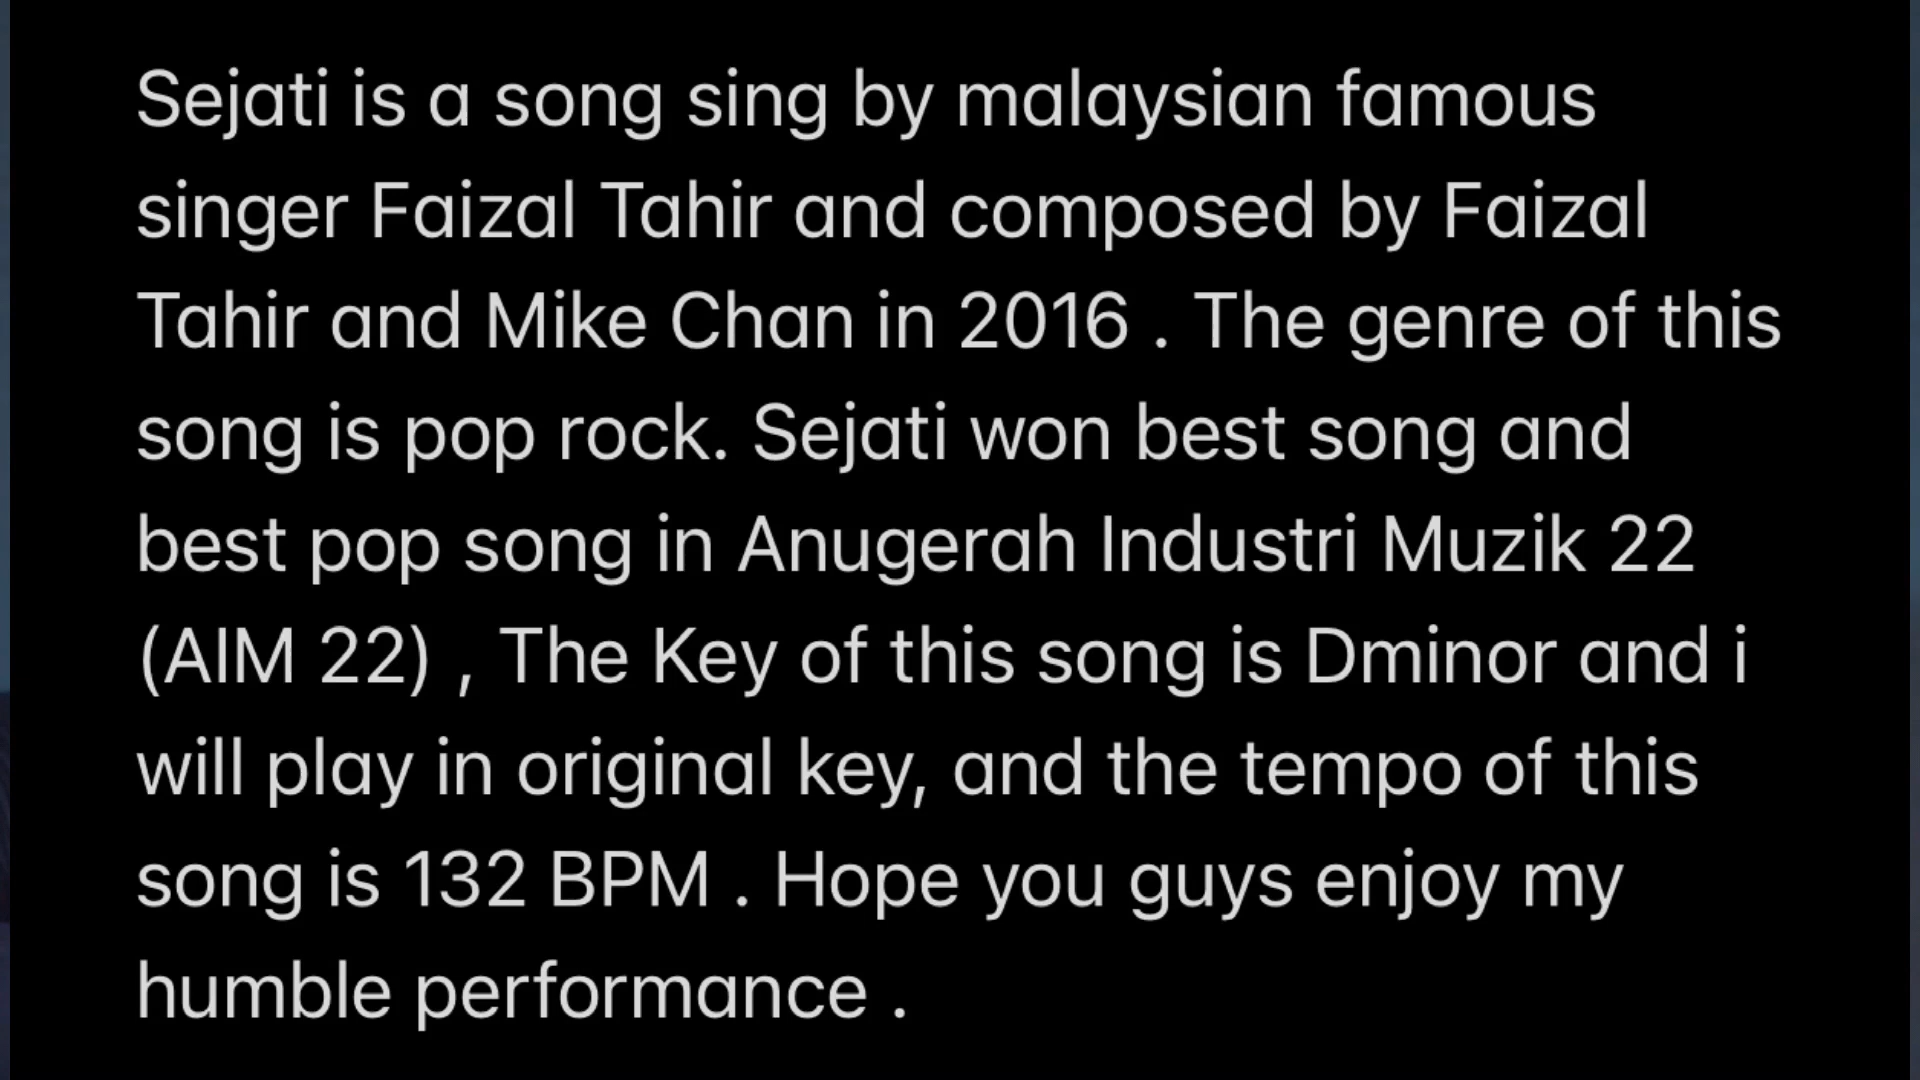 Sejati is a song sing by malaysian famous
singer Faizal Tahir and composed by Faizal
Tahir and Mike Chan in 2016 . The genre of this
song is pop rock. Sejati won best song and
best pop song in Anugerah Industri Muzik 22
(AIM 22) , The Key of this song is Dminor and i
will play in original key, and the tempo of this
song is 132 BPM . Hope you guys enjoy my
humble performance .